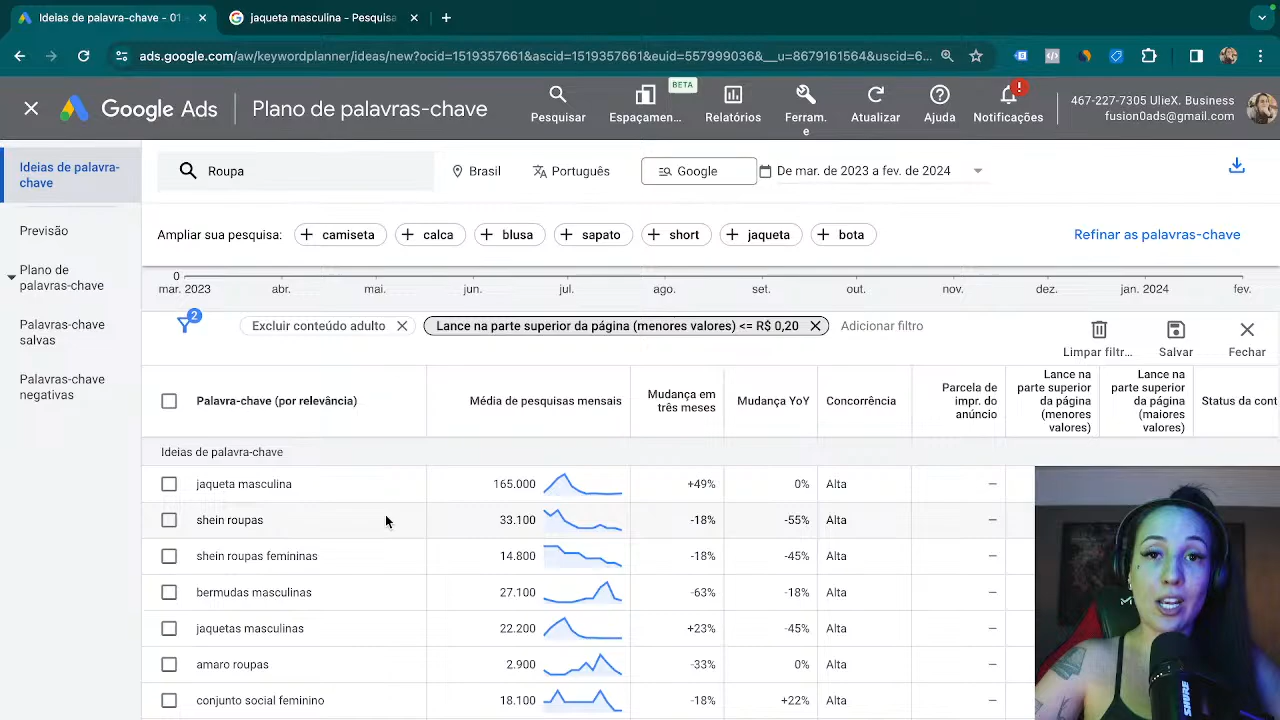 Ideias de palavra-chave - 01
jaqueta masculina - Pesquisa
ads.google.com/aw/keywordplanner/ideas/new?ocid=1519357661&ascid=1519357661&euid=557999036&__u=8679161564&uscid=6...
Google Ads
Plano de palavras-chave
Pesquisar
BETA
Espaçamen...
Relatórios
Ferram.
e
Atualizar
Ajuda
!
Notificações
467-227-7305 UlieX. Business
fusion0ads@gmail.com
Ideias de palavra-
chave
Previsão
Plano de
palavras-chave
Palavras-chave
salvas
Palavras-chave
negativas
Roupa
Brasil
Português
Google
De mar. de 2023 a fev. de 2024
Ampliar sua pesquisa:
camiseta
calca
blusa
sapato
short
jaqueta
bota
Refinar as palavras-chave
0
mar. 2023 abr. mai. jun. jul. ago. set. out. nov. dez. jan. 2024 fev.
2
Excluir conteúdo adulto
Lance na parte superior da página (menores valores) <= R$ 0,20
Adicionar filtro
Limpar filtr...
Salvar
Fechar
Palavra-chave (por relevância)
Média de pesquisas mensais
Mudança em
três meses
Mudança YoY
Concorrência
Parcela de
impr. do
anúncio
Lance na
parte superior
da página
(menores
valores)
Lance na
parte superior
da página
(maiores
valores)
Status da cont
Ideias de palavra-chave
jaqueta masculina 165.000 +49% 0% Alta –
shein roupas 33.100 -18% -55% Alta –
shein roupas femininas 14.800 -18% -45% Alta –
bermudas masculinas 27.100 -63% -18% Alta –
jaquetas masculinas 22.200 +23% -45% Alta –
amaro roupas 2.900 -33% 0% Alta –
conjunto social feminino 18.100 -18% +22% Alta –
SHURE